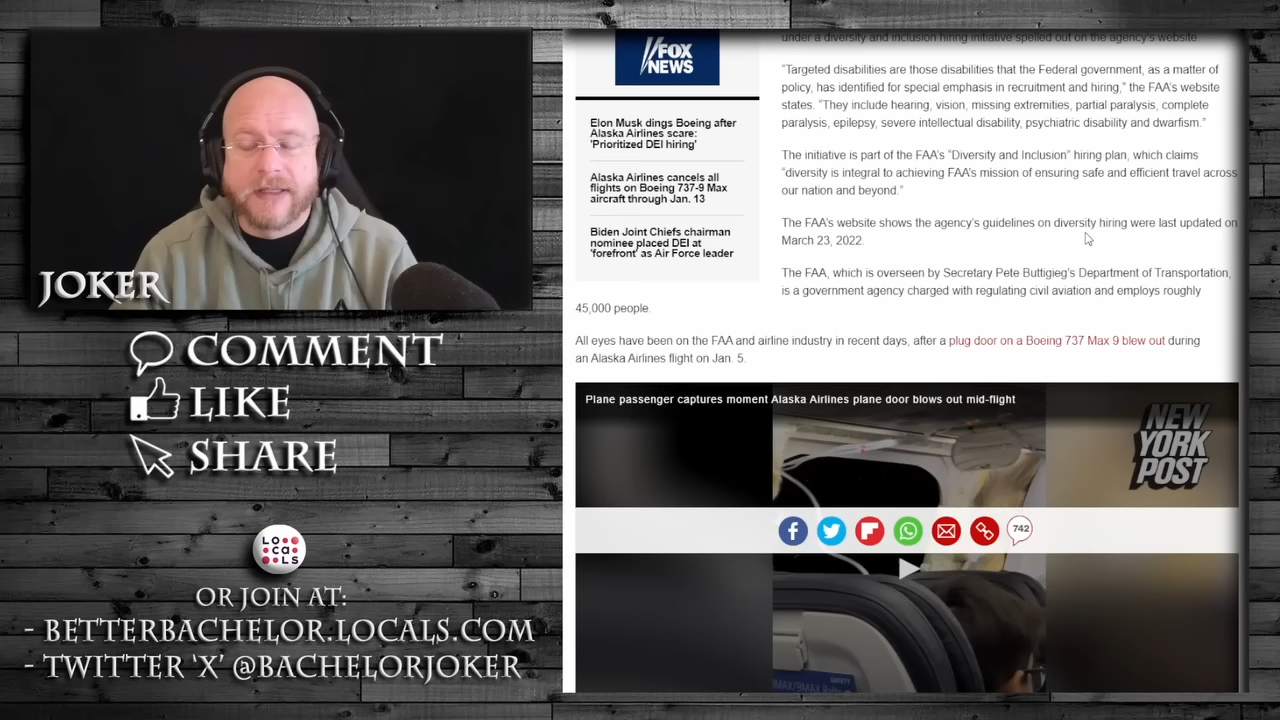 JOKER
COMMENT
LIKE
SHARE
LOCALS
OR JOIN AT:
- BETTERBACHELOR.LOCALS.COM
- TWITTER 'X' @BACHELORJOKER
FOX
NEWS
Elon Musk dings Boeing after
Alaska Airlines scare:
'Prioritized DEI hiring'
Alaska Airlines cancels all
flights on Boeing 737-9 Max
aircraft through Jan. 13
Biden Joint Chiefs chairman
nominee placed DEI at
'forefront' as Air Force leader
under a diversity and inclusion hiring initiative spelled out on the agency's website.
"Targeted disabilities are those disabilities that the Federal government, as a matter of
policy, has identified for special emphasis in recruitment and hiring," the FAA's website
states. "They include hearing, vision, missing extremities, partial paralysis, complete
paralysis, epilepsy, severe intellectual disability, psychiatric disability and dwarfism."
The initiative is part of the FAA's "Diversity and Inclusion" hiring plan, which claims
"diversity is integral to achieving FAA's mission of ensuring safe and efficient travel across
our nation and beyond."
The FAA's website shows the agency's guidelines on diversity hiring were last updated on
March 23, 2022.
The FAA, which is overseen by Secretary Pete Buttigieg's Department of Transportation,
is a government agency charged with regulating civil aviation and employs roughly
45,000 people.
All eyes have been on the FAA and airline industry in recent days, after a plug door on a Boeing 737 Max 9 blew out during
an Alaska Airlines flight on Jan. 5.
Plane passenger captures moment Alaska Airlines plane door blows out mid-flight
NEW
YORK
POST
742
SAFETY